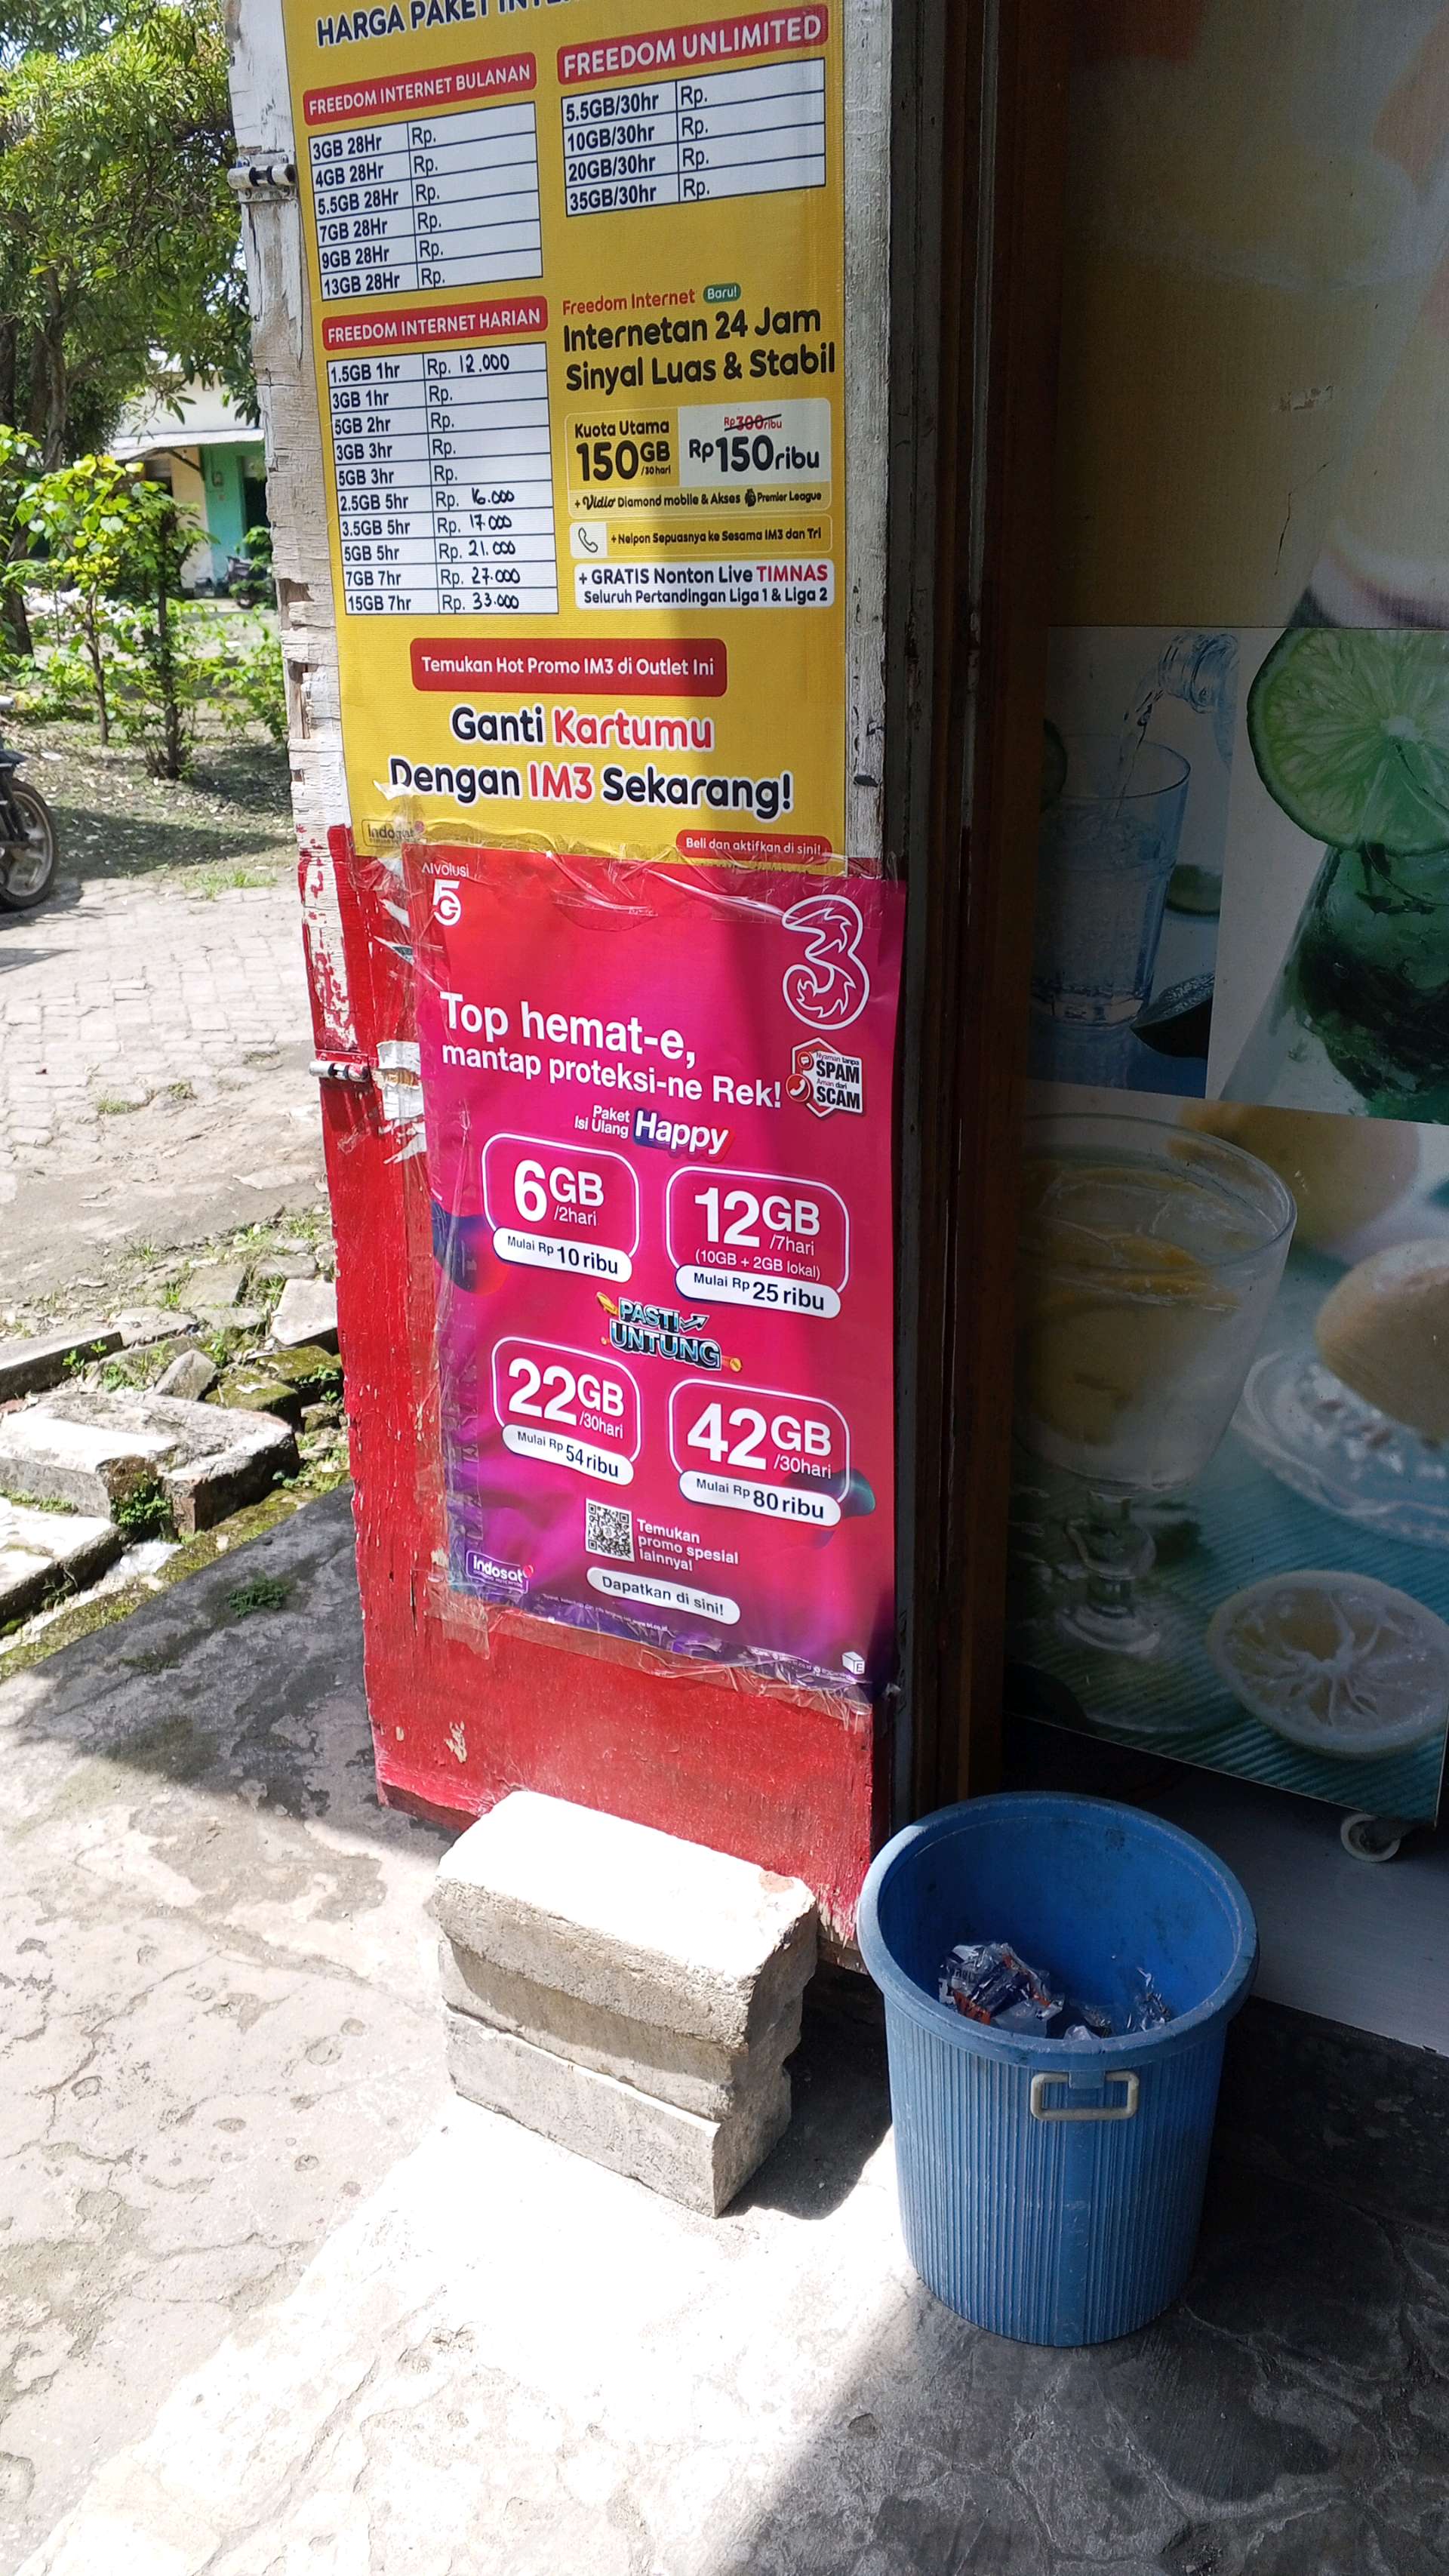 HARGA PAKET
FREEDOM INTERNET BULANAN
3GB 28Hr Rp.
4GB 28Hr Rp.
5.5GB 28Hr Rp.
7GB 28Hr Rp.
9GB 28Hr Rp.
13GB 28Hr Rp.
FREEDOM INTERNET HARIAN
1.5GB 1hr Rp. 12.000
3GB 1hr Rp.
5GB 2hr Rp.
3GB 3hr Rp.
5GB 3hr Rp.
2.5GB 5hr Rp. 16.000
3.5GB 5hr Rp. 17.000
5GB 5hr Rp. 21.000
7GB 7hr Rp. 27.000
15GB 7hr Rp. 33.000
FREEDOM UNLIMITED
5.5GB/30hr Rp.
10GB/30hr Rp.
20GB/30hr Rp.
35GB/30hr Rp.
Freedom Internet Baru!
Internetan 24 Jam
Sinyal Luas & Stabil
Kuota Utama
150GB /30hari
Rp300ribu
Rp150ribu
+ Vidio Diamond mobile & Akses Premier League
+Nelpon Sepuasnya ke Sesama IM3 dan Tri
+ GRATIS Nonton Live TIMNAS
Seluruh Pertandingan Liga 1 & Liga 2
Temukan Hot Promo IM3 di Outlet Ini
Ganti Kartumu
Dengan IM3 Sekarang!
Indosat
Beli dan aktifkan di sini!
AIvolusi
5G
3
Top hemat-e,
mantap proteksi-ne Rek!
Nyaman tanpa
SPAM
Aman dari
SCAM
Paket
Isi Ulang Happy
6GB
/2hari
Mulai Rp 10 ribu
12GB
/7hari
(10GB + 2GB lokal)
Mulai Rp 25 ribu
PASTI
UNTUNG
22GB
/30hari
Mulai Rp 54 ribu
42GB
/30hari
Mulai Rp 80 ribu
Temukan
promo spesial
lainnya!
Indosat
Dapatkan di sini!
E